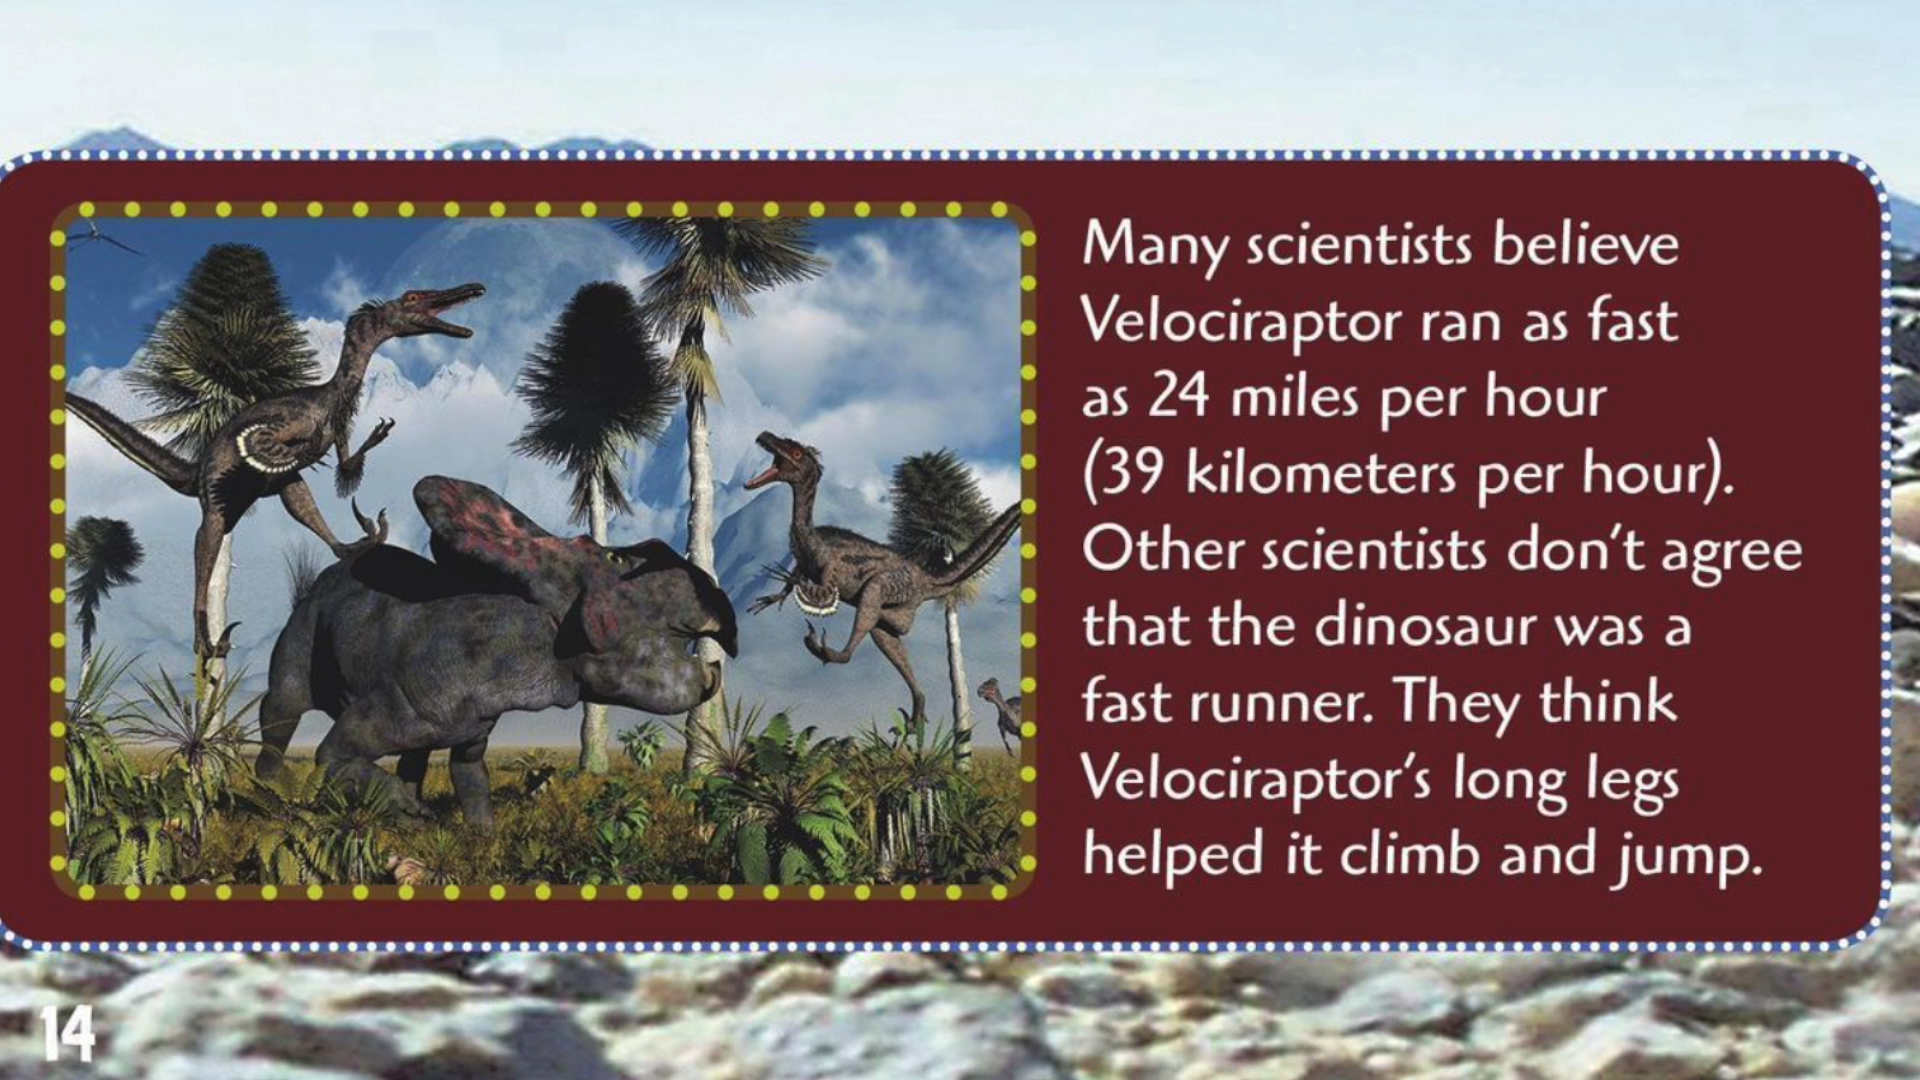 Many scientists believe
Velociraptor ran as fast
as 24 miles per hour
(39 kilometers per hour).
Other scientists don't agree
that the dinosaur was a
fast runner. They think
Velociraptor's long legs
helped it climb and jump.
14